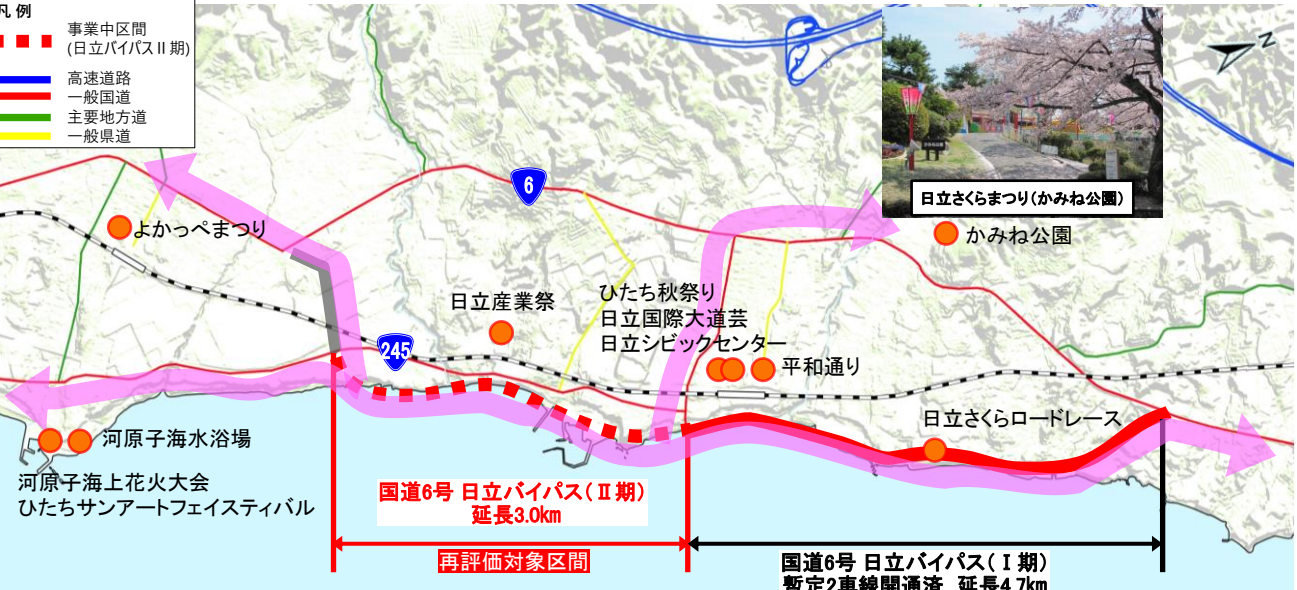 凡 例
事業中区間
(日立バイパスⅡ期)
高速道路
一般国道
主要地方道
一般県道
N
6
日立さくらまつり(かみね公園)
よかっぺまつり
かみね公園
日立産業祭
ひたち秋祭り
日立国際大道芸
日立シビックセンター
245
平和通り
日立さくらロードレース
河原子海水浴場
河原子海上花火大会
ひたちサンアートフェイスティバル
国道6号 日立バイパス(Ⅱ期)
延長3.0km
再評価対象区間
国道6号 日立バイパス(Ⅰ期)
暫定2車線開通済 延長4.7km